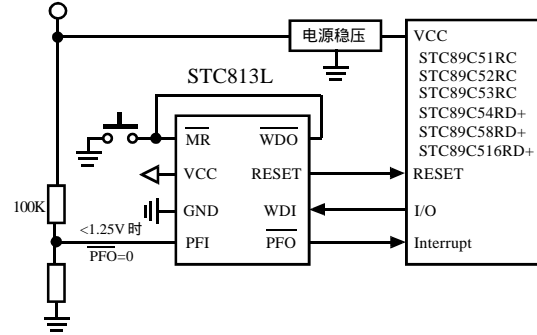 电源稳压
VCC
STC89C51RC
STC89C52RC
STC89C53RC
STC89C54RD+
STC89C58RD+
STC89C516RD+
RESET
I/O
Interrupt
STC813L
MR
WDO
VCC
RESET
GND
WDI
PFI
PFO
100K
<1.25V 时
PFO=0